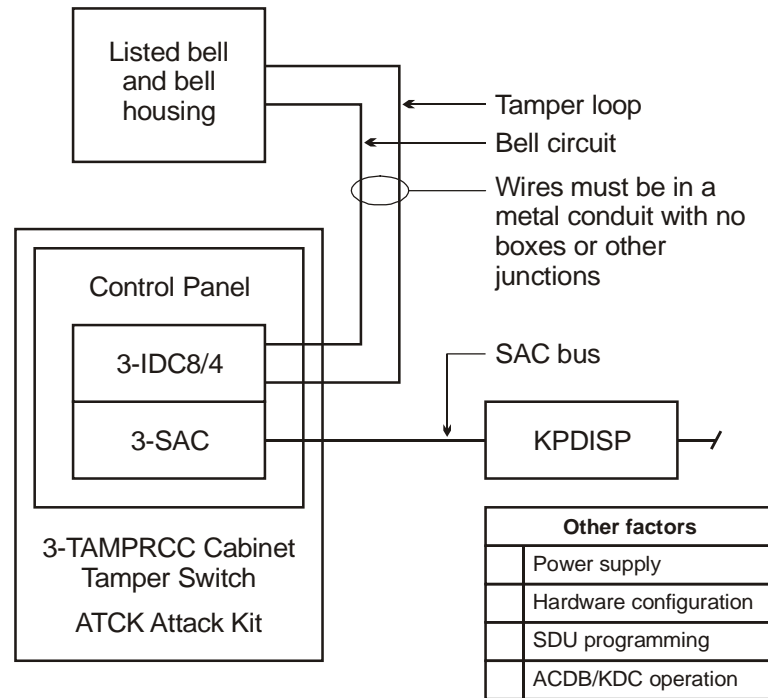 Listed bell
and bell
housing
Tamper loop
Bell circuit
Wires must be in a
metal conduit with no
boxes or other
junctions
Control Panel
3-IDC8/4
3-SAC
SAC bus
KPDISP
3-TAMPRCC Cabinet
Tamper Switch
ATCK Attack Kit
Other factors
Power supply
Hardware configuration
SDU programming
ACDB/KDC operation